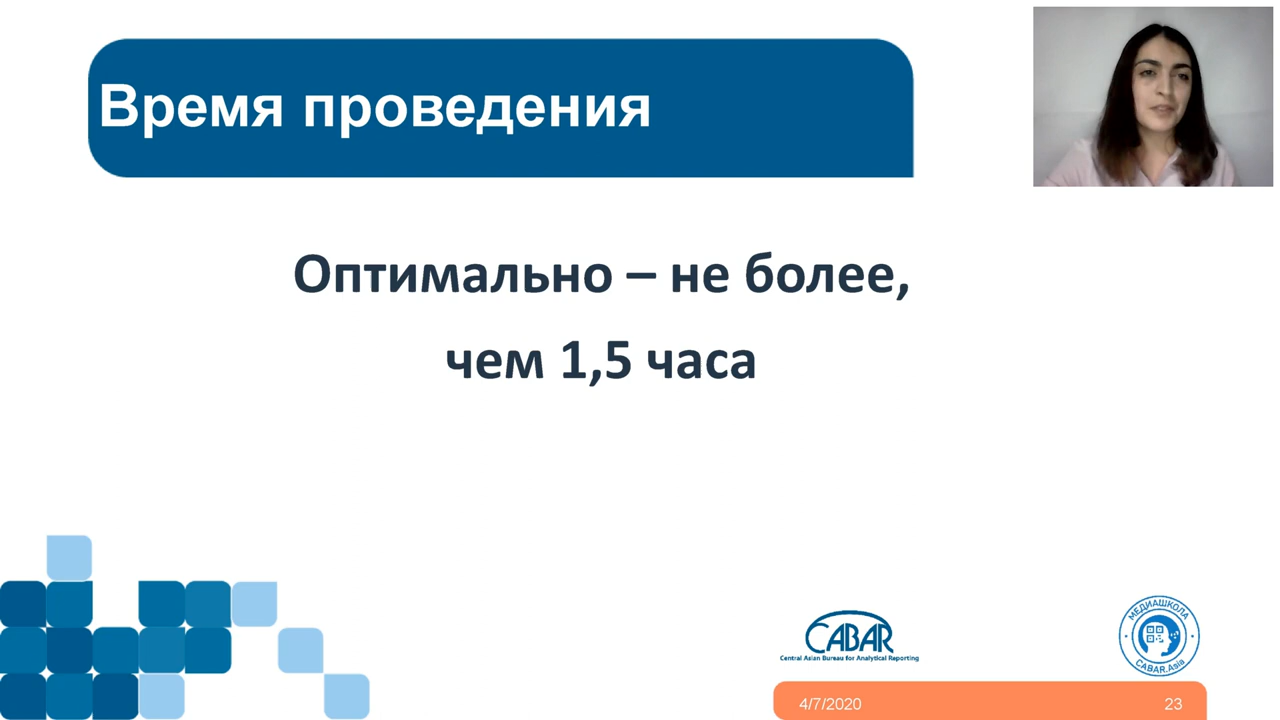 Время проведения
Оптимально – не более,
чем 1,5 часа
CABAR
Central Asian Bureau for Analytical Reporting
МЕДИАШКОЛА
CABAR.Asia
4/7/2020
23